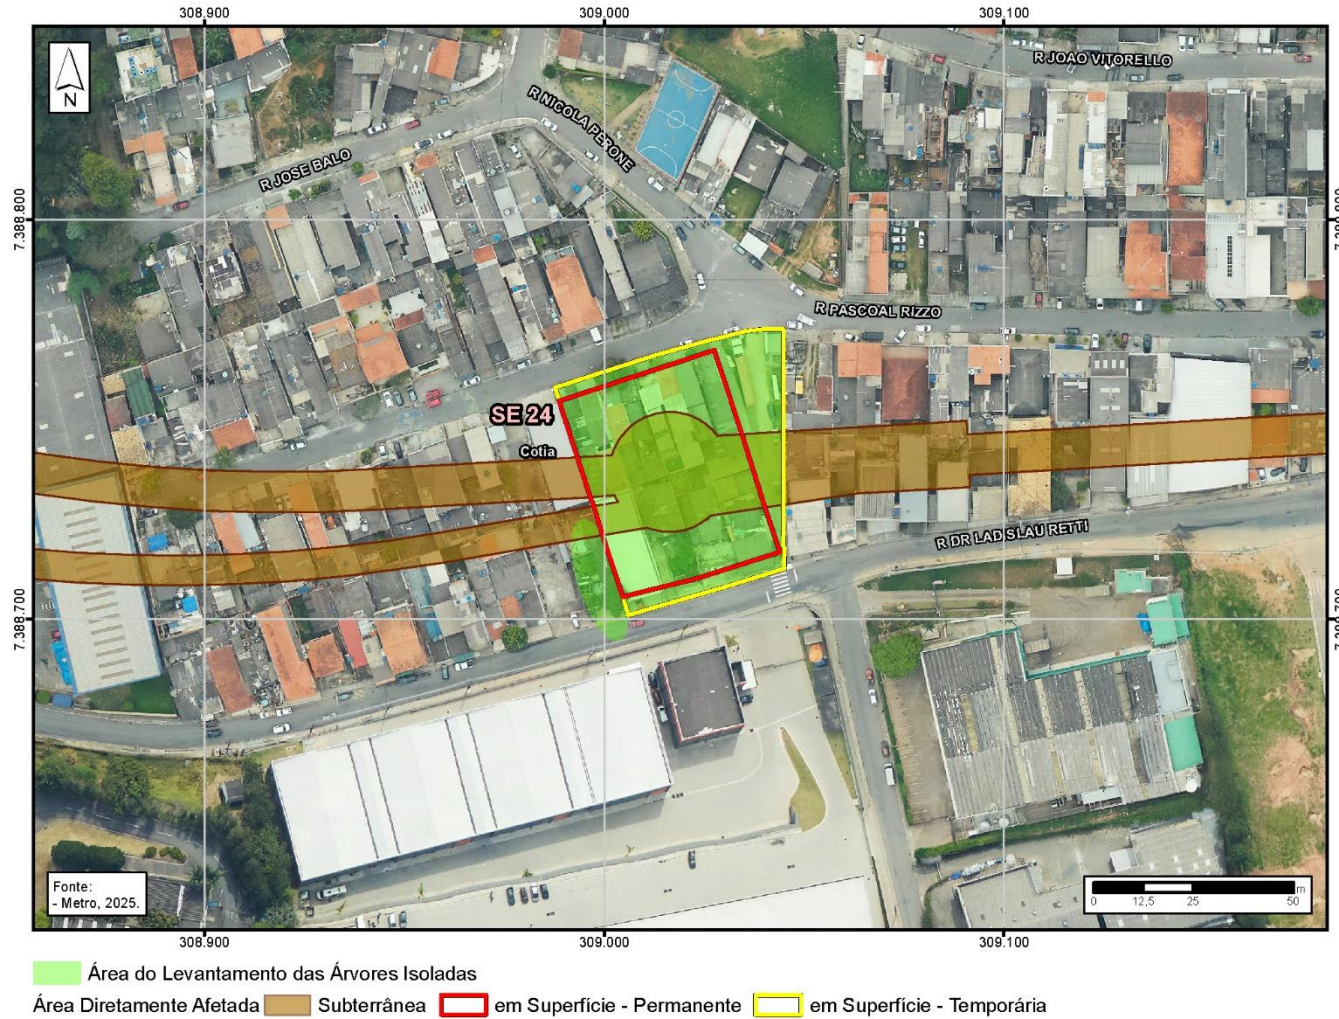 308.900
309.000
309.100
N
R JOAO VITORELLO
R NICOLA PERONE
R JOSE BALO
7.388.800
R PASCOAL RIZZO
SE 24
Cotia
R DR LADISLAU RETTI
7.388.700
Fonte:
- Metro, 2025.
m
0 12,5 25 50
308.900
309.000
309.100
Área do Levantamento das Árvores Isoladas
Área Diretamente Afetada Subterrânea em Superfície - Permanente em Superfície - Temporária